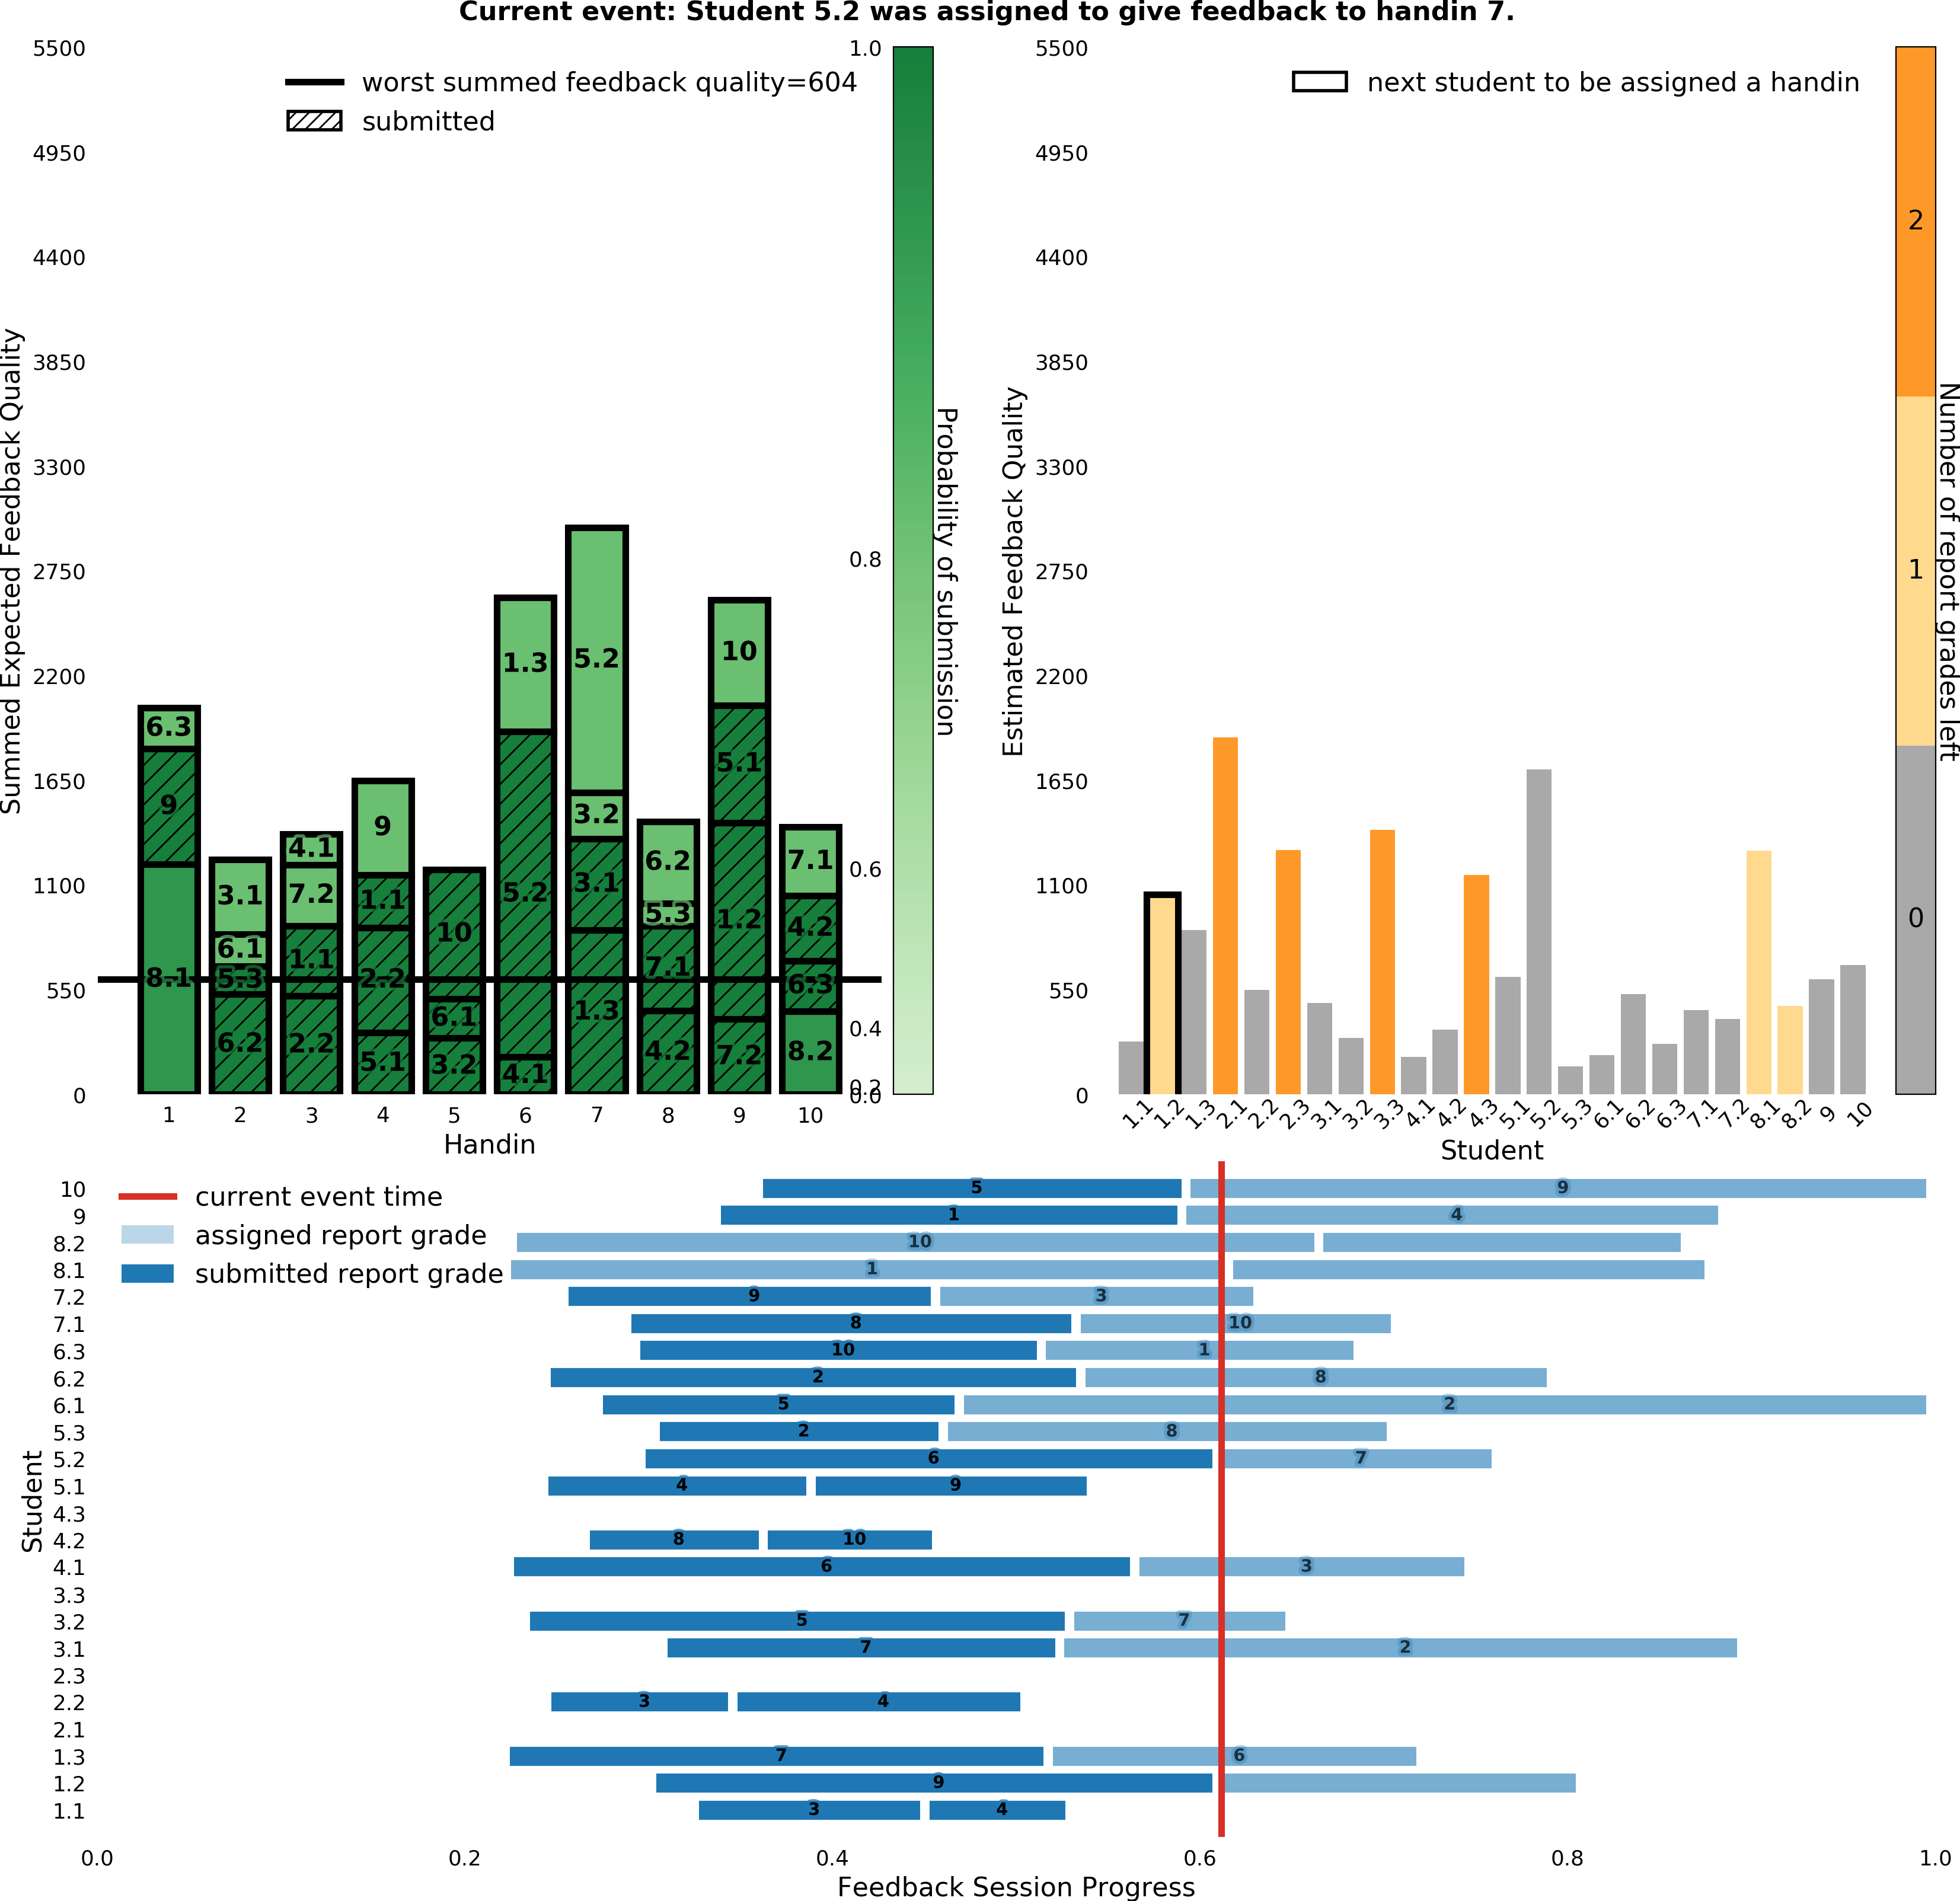 Current event: Student 5.2 was assigned to give feedback to handin 7.
worst summed feedback quality=604
submitted
Summed Expected Feedback Quality
5500
4950
4400
3850
3300
2750
2200
1650
1100
550
0
6.3
9
8.1
3.1
6.1
5.3
6.2
4.1
7.2
1.1
2.2
9
1.1
2.2
5.1
10
6.1
3.2
1.3
5.2
4.1
5.2
3.2
3.1
1.3
6.2
5.3
7.1
4.2
10
5.1
1.2
7.2
7.1
4.2
6.3
8.2
1 2 3 4 5 6 7 8 9 10
Handin
1.0
0.8
0.6
0.4
0.2
0.0
Probability of submission
next student to be assigned a handin
Estimated Feedback Quality
5500
4950
4400
3850
3300
2750
2200
1650
1100
550
0
1.1 1.2 1.3 2.1 2.2 2.3 3.1 3.2 3.3 4.1 4.2 4.3 5.1 5.2 5.3 6.1 6.2 6.3 7.1 7.2 8.1 8.2 9 10
Student
2
1
0
Number of report grades left
current event time
assigned report grade
submitted report grade
Student
10 5 9
9 1 4
8.2 10
8.1 1
7.2 9 3
7.1 8 10
6.3 10 1
6.2 2 8
6.1 5 2
5.3 2 8
5.2 6 7
5.1 4 9
4.3
4.2 8 10
4.1 6 3
3.3
3.2 5 7
3.1 7 2
2.3
2.2 3 4
2.1
1.3 7 6
1.2 9
1.1 3 4
0.0 0.2 0.4 0.6 0.8 1.0
Feedback Session Progress